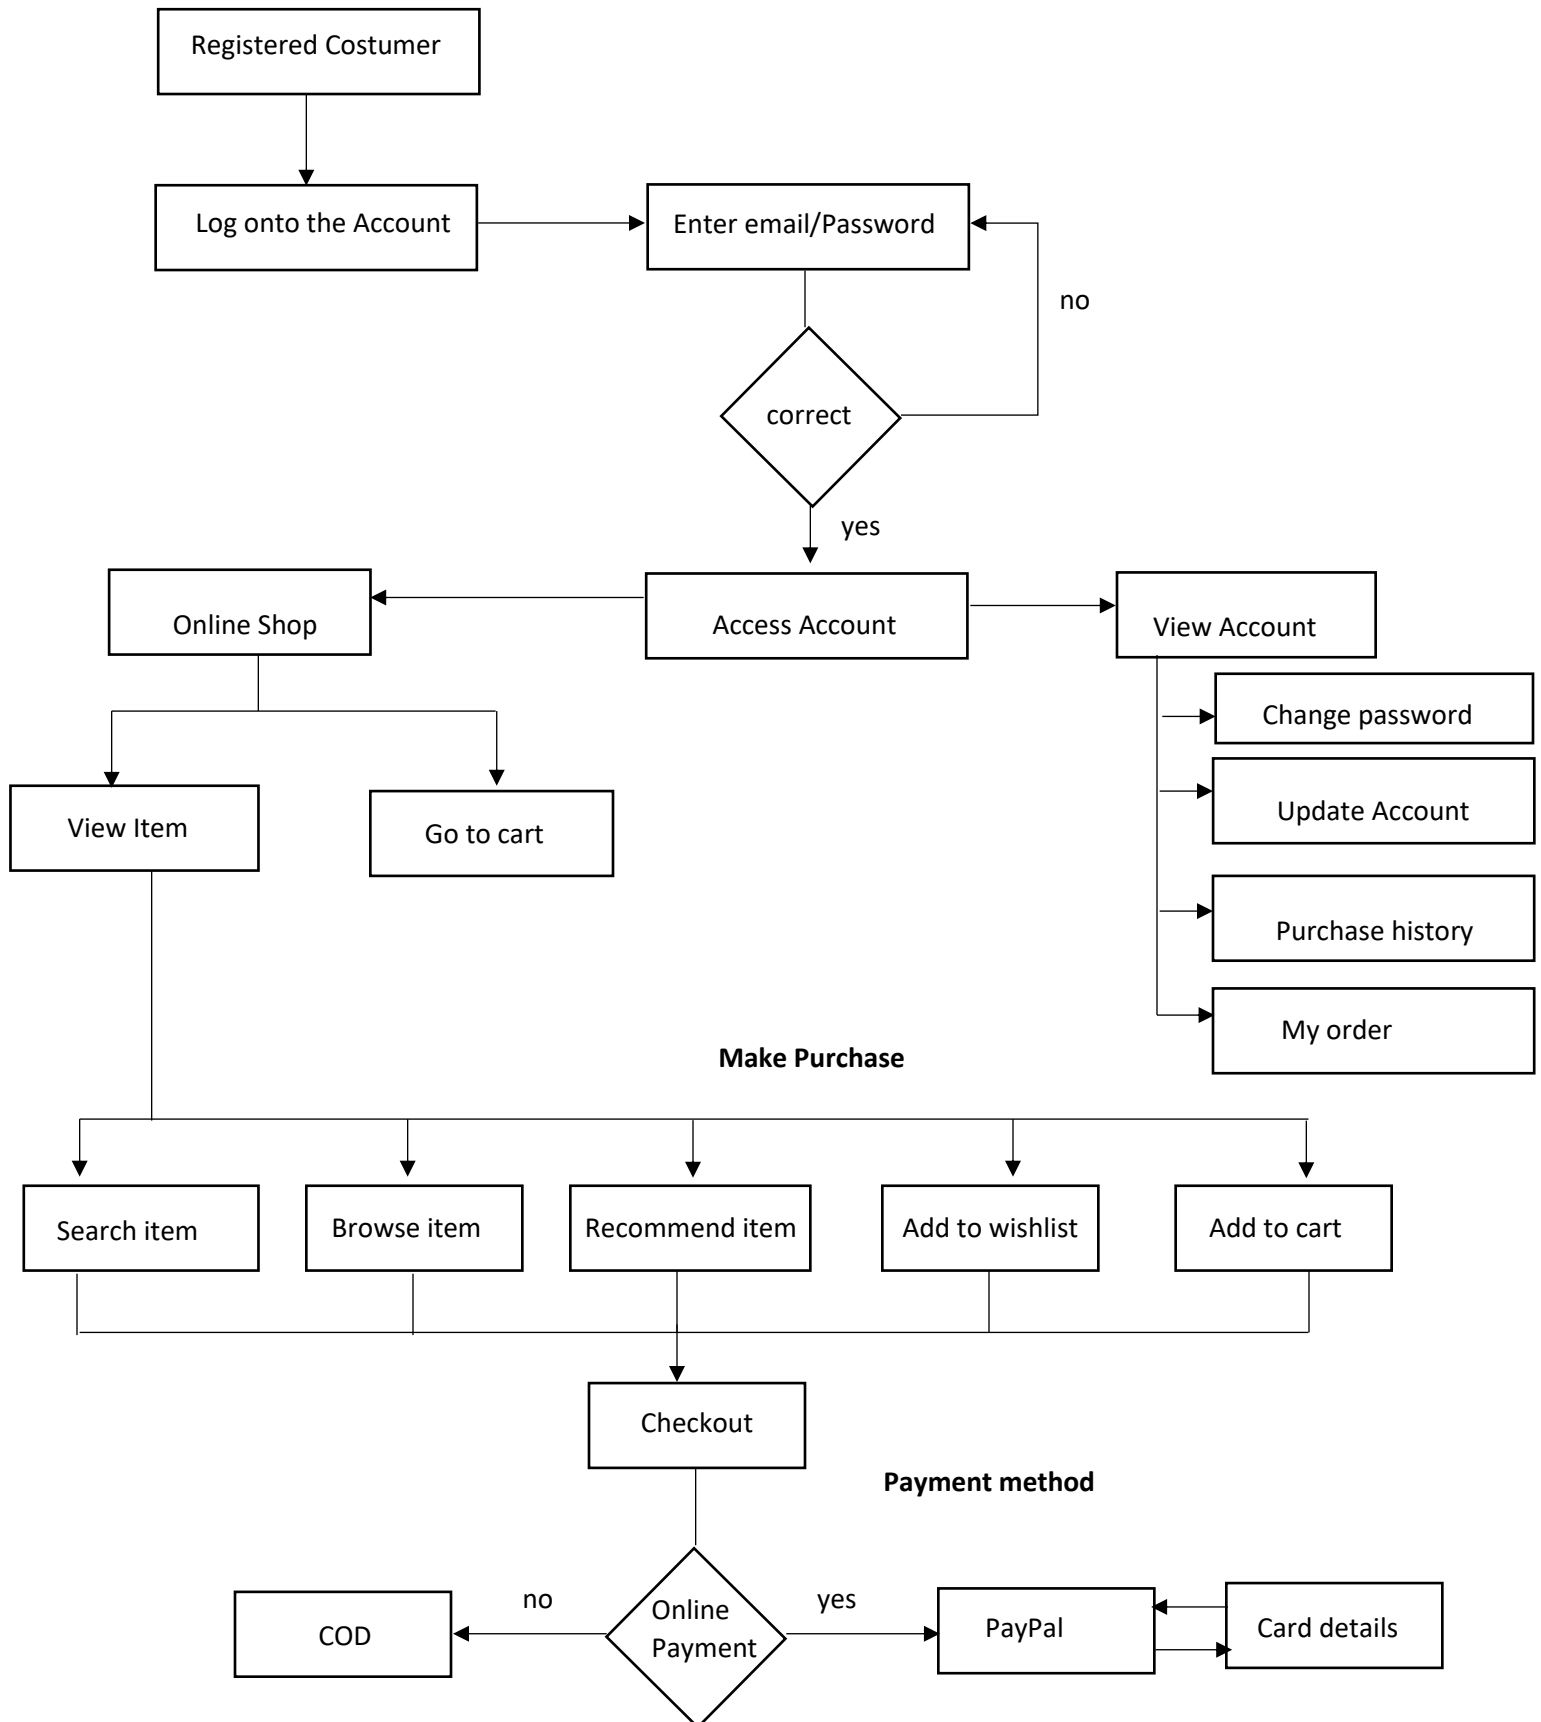 Registered Costumer
Log onto the Account
Enter email/Password
no
correct
yes
Online Shop
Access Account
View Account
Change password
Update Account
Purchase history
My order
View Item
Go to cart
Make Purchase
Search item
Browse item
Recommend item
Add to wishlist
Add to cart
Checkout
Payment method
COD
no
Online
Payment
yes
PayPal
Card details